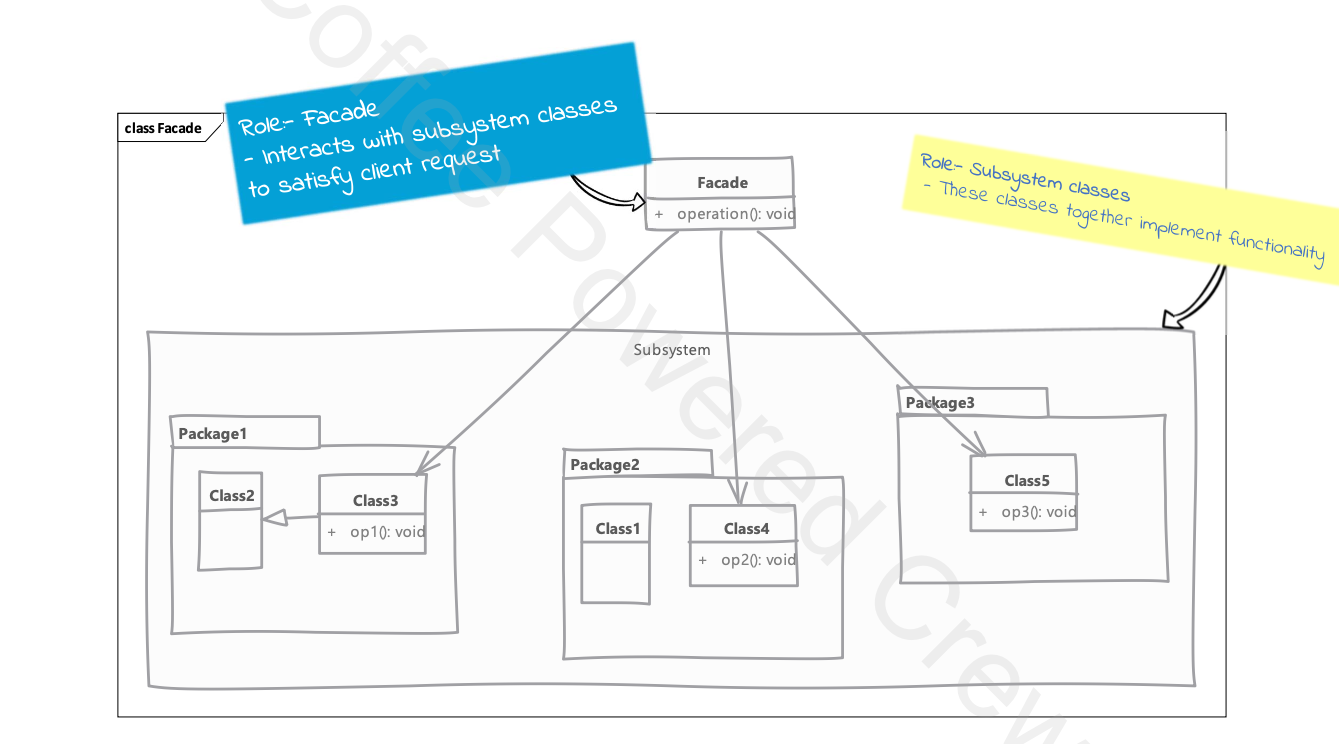 class Facade
Role:- Facade
- Interacts with subsystem classes
to satisfy client request
Facade
+ operation(): void
Role:- Subsystem classes
- These classes together implement functionality
Subsystem
Package1
Class2
Class3
+ op1(): void
Package2
Class1
Class4
+ op2(): void
Package3
Class5
+ op3(): void
Coffee Powered Crew